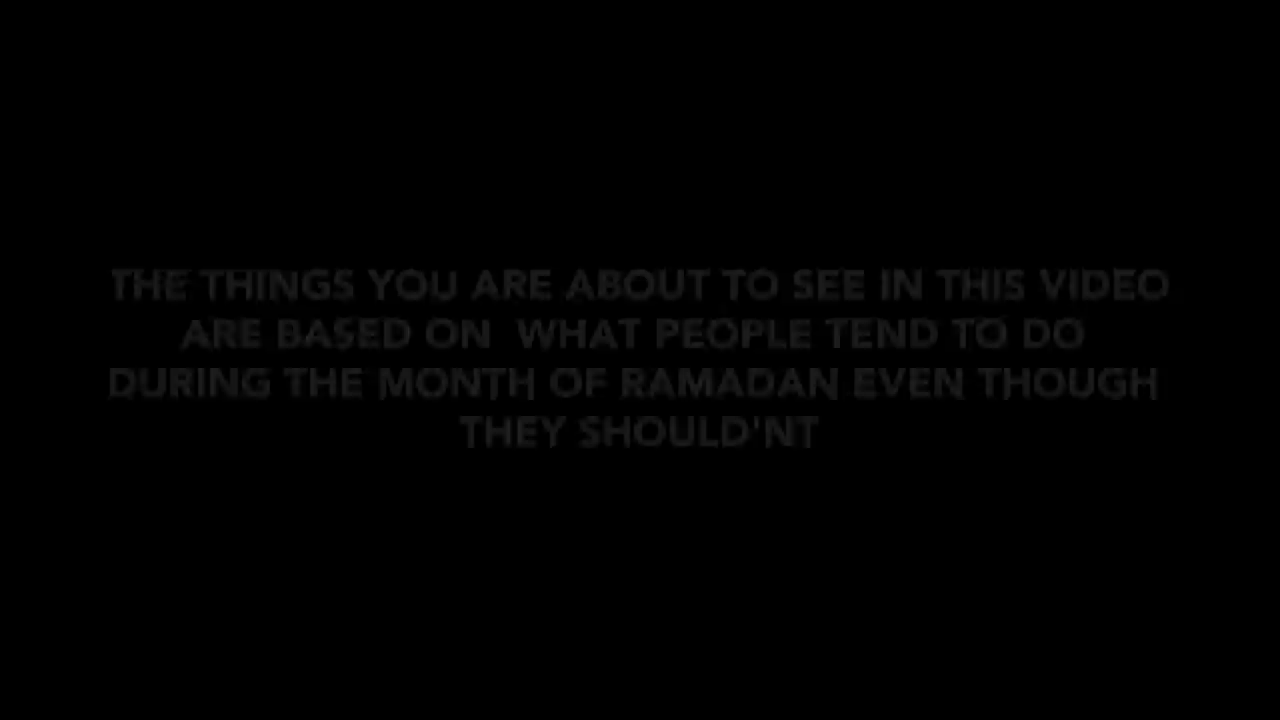 THE THINGS YOU ARE ABOUT TO SEE IN THIS VIDEO
ARE BASED ON  WHAT PEOPLE TEND TO DO
DURING THE MONTH OF RAMADAN EVEN THOUGH
THEY SHOULD'NT